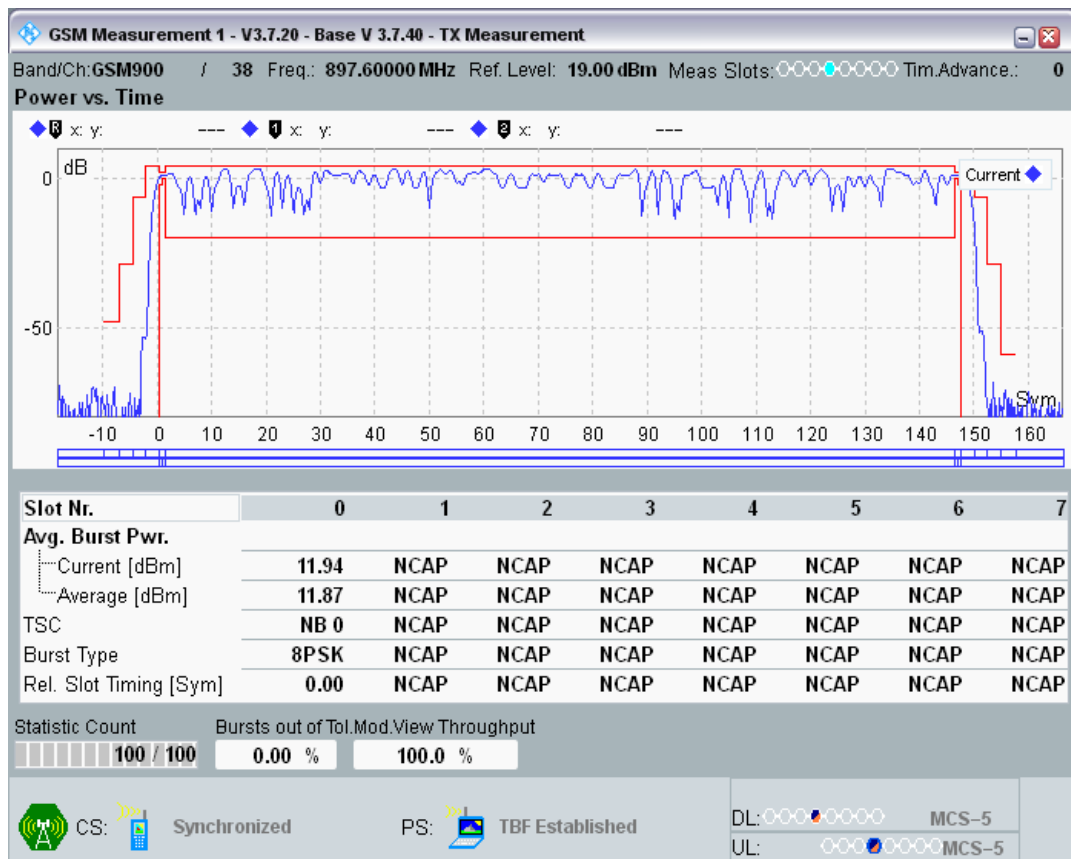 GSM Measurement 1 - V3.7.20 - Base V 3.7.40 - TX Measurement
Band/Ch:GSM900 / 38 Freq.: 897.60000 MHz Ref. Level: 19.00 dBm Meas Slots: Tim.Advance.: 0
Power vs. Time
R x: y: --- 1 x: y: --- 2 x: y: ---
dB
0
Current
-50
Sym
-10 0 10 20 30 40 50 60 70 80 90 100 110 120 130 140 150 160
Slot Nr. 0 1 2 3 4 5 6 7
Avg. Burst Pwr.
Current [dBm] 11.94 NCAP NCAP NCAP NCAP NCAP NCAP NCAP
Average [dBm] 11.87 NCAP NCAP NCAP NCAP NCAP NCAP NCAP
TSC NB 0 NCAP NCAP NCAP NCAP NCAP NCAP NCAP
Burst Type 8PSK NCAP NCAP NCAP NCAP NCAP NCAP NCAP
Rel. Slot Timing [Sym] 0.00 NCAP NCAP NCAP NCAP NCAP NCAP NCAP
Statistic Count Bursts out of Tol.Mod.View Throughput
100 / 100 0.00 % 100.0 %
CS: Synchronized PS: TBF Established
DL: MCS-5
UL: MCS-5